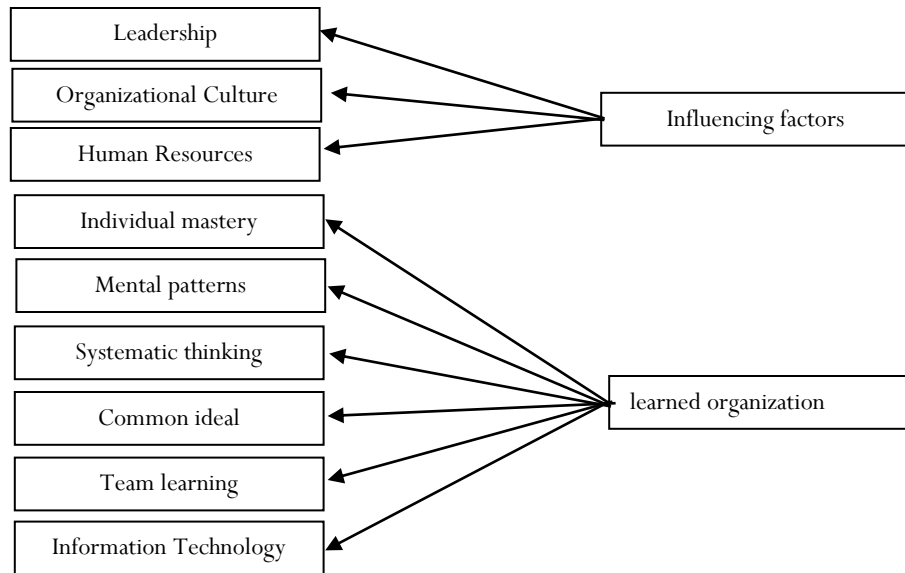 Leadership
Organizational Culture
Human Resources
Influencing factors
Individual mastery
Mental patterns
Systematic thinking
Common ideal
Team learning
Information Technology
learned organization